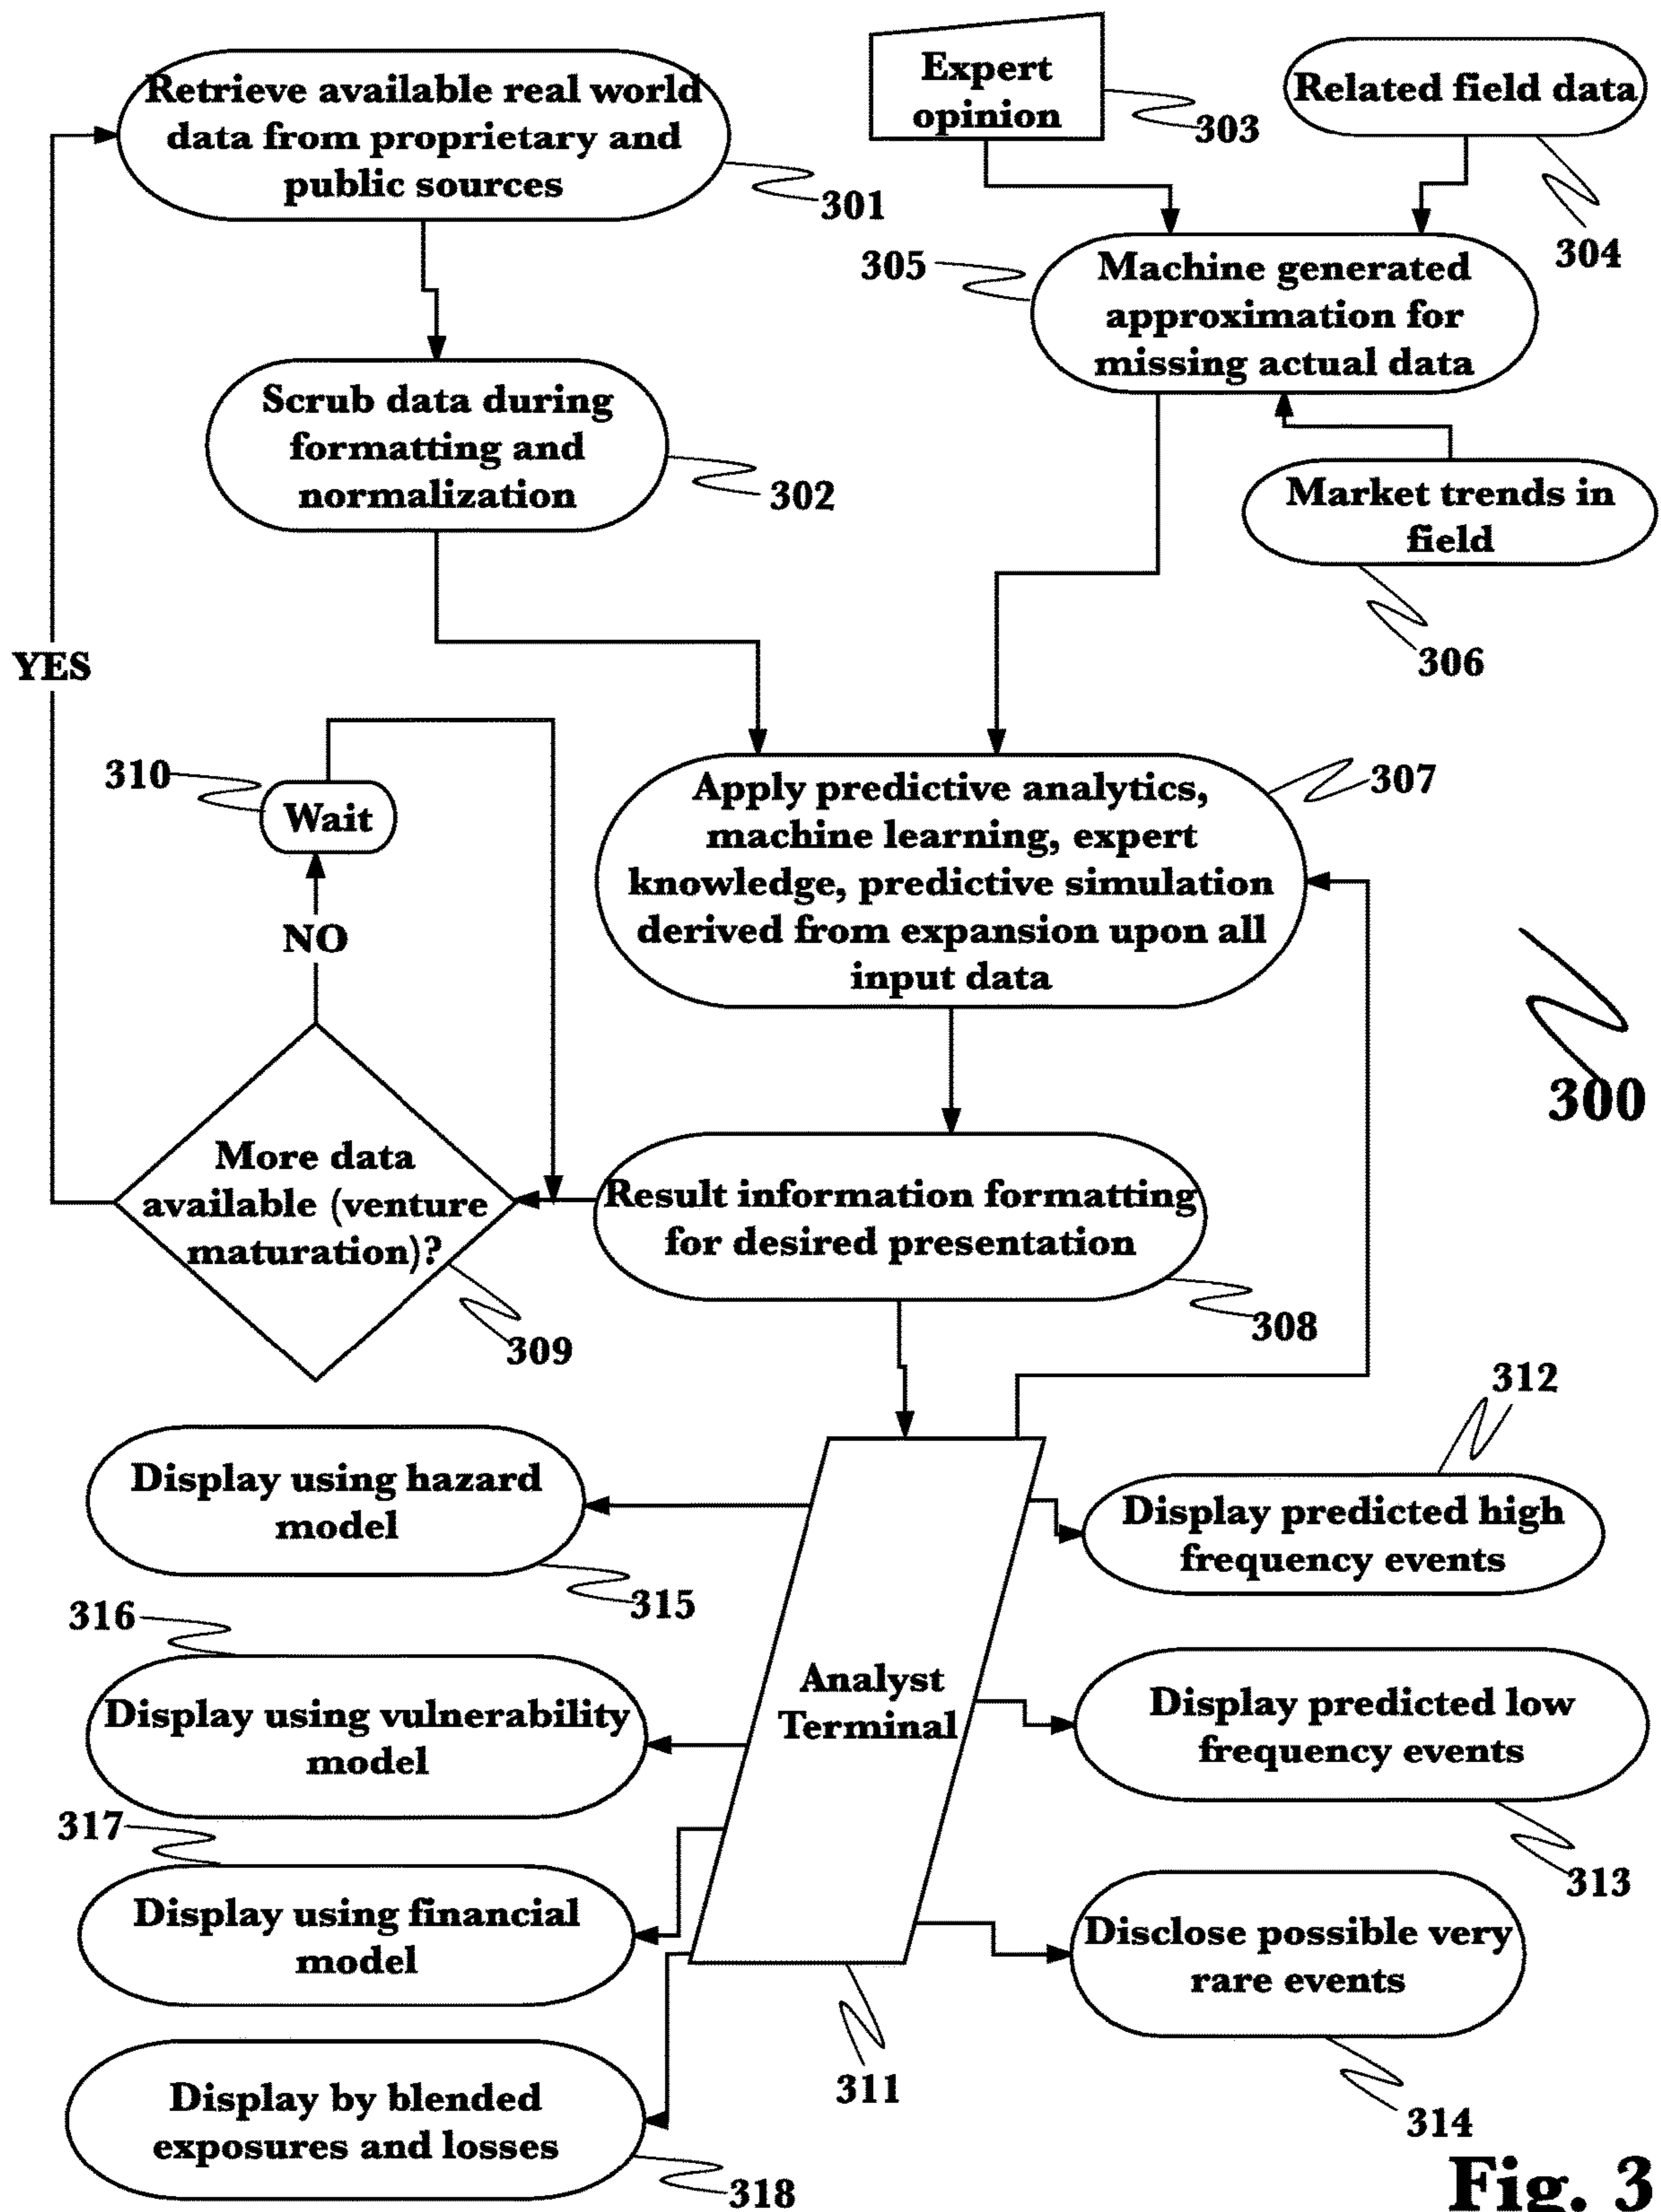 Retrieve available real world
data from proprietary and
public sources
301
Expert
opinion
303
Related field data
304
305
Machine generated
approximation for
missing actual data
Scrub data during
formatting and
normalization
302
Market trends in
field
306
YES
310
Wait
NO
Apply predictive analytics,
machine learning, expert
knowledge, predictive simulation
derived from expansion upon all
input data
307
300
More data
available (venture
maturation)?
309
Result information formatting
for desired presentation
308
312
Display using hazard
model
315
Display predicted high
frequency events
316
Display using vulnerability
model
Analyst
Terminal
Display predicted low
frequency events
313
317
Display using financial
model
Disclose possible very
rare events
314
311
Display by blended
exposures and losses
318
Fig. 3